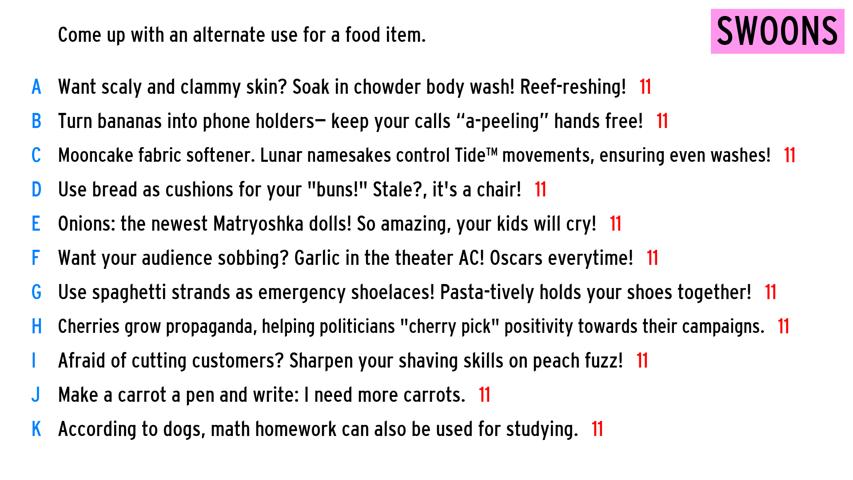 Come up with an alternate use for a food item.
SWOONS
A Want scaly and clammy skin? Soak in chowder body wash! Reef-reshing! 11
B Turn bananas into phone holders— keep your calls “a-peeling” hands free! 11
C Mooncake fabric softener. Lunar namesakes control Tide™ movements, ensuring even washes! 11
D Use bread as cushions for your "buns!" Stale?, it's a chair! 11
E Onions: the newest Matryoshka dolls! So amazing, your kids will cry! 11
F Want your audience sobbing? Garlic in the theater AC! Oscars everytime! 11
G Use spaghetti strands as emergency shoelaces! Pasta-tively holds your shoes together! 11
H Cherries grow propaganda, helping politicians "cherry pick" positivity towards their campaigns. 11
I Afraid of cutting customers? Sharpen your shaving skills on peach fuzz! 11
J Make a carrot a pen and write: I need more carrots. 11
K According to dogs, math homework can also be used for studying. 11